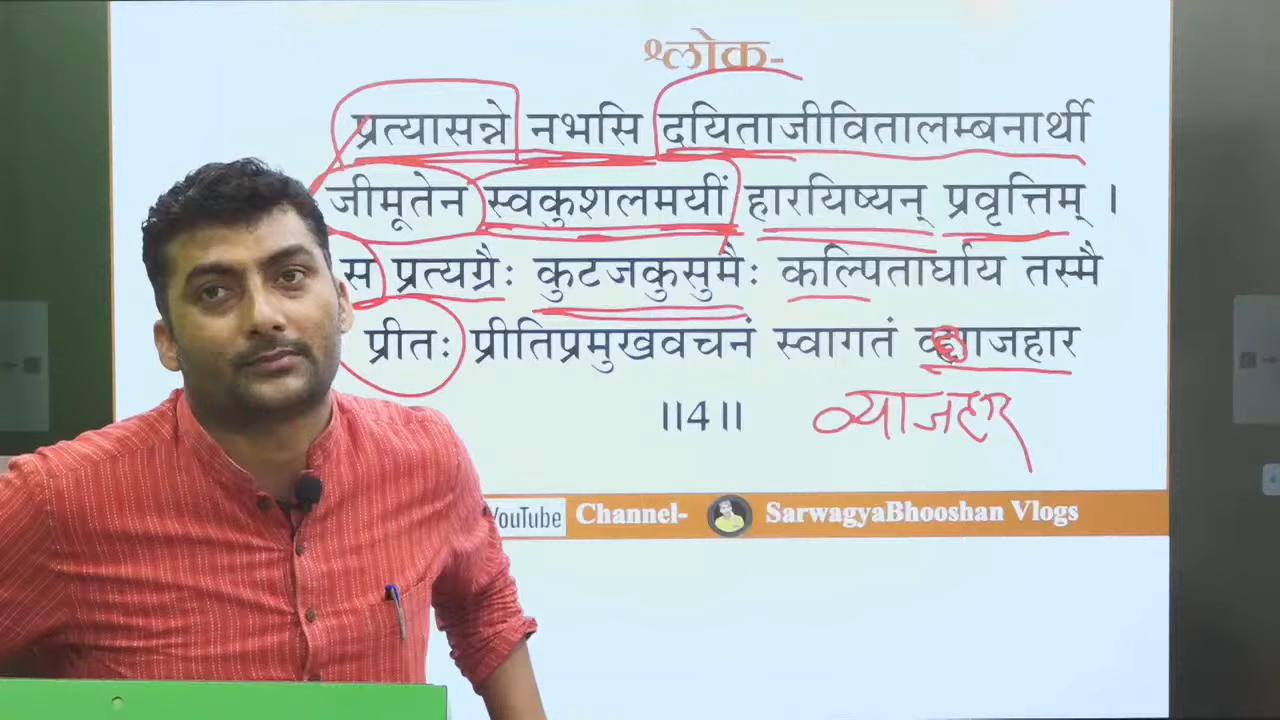 श्लोक-
प्रत्यासन्ने नभसि दयिताजीवितालम्बनार्थी
जीमूतेन स्वकुशलमयीं हारयिष्यन् प्रवृत्तिम् ।
स प्रत्यग्रैः कुटजकुसुमैः कल्पितार्घाय तस्मै
प्रीतः प्रीतिप्रमुखवचनं स्वागतं व्याजहार
॥4॥
व्याजहार
YouTube Channel- SarwagyaBhooshan Vlogs